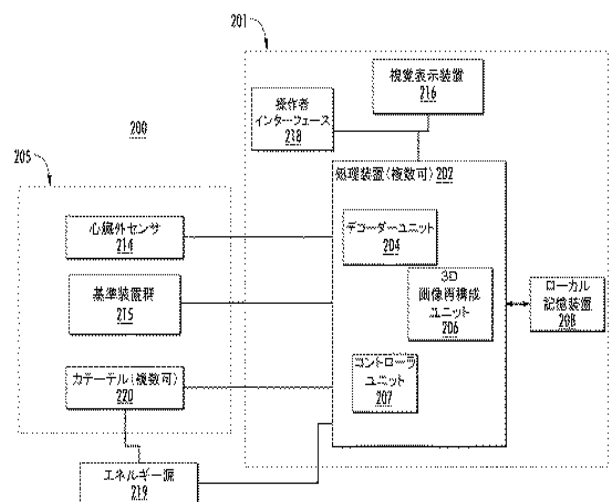 201
視覚表示装置
216
操作者
インターフェース
218
200
205
処理装置(複数可) 202
心臓外センサ
214
デコーダーユニット
204
基準装置群
215
3D
画像再構成
ユニット
206
ローカル
記憶装置
208
カテーテル(複数可)
220
コントローラ
ユニット
207
エネルギー源
219